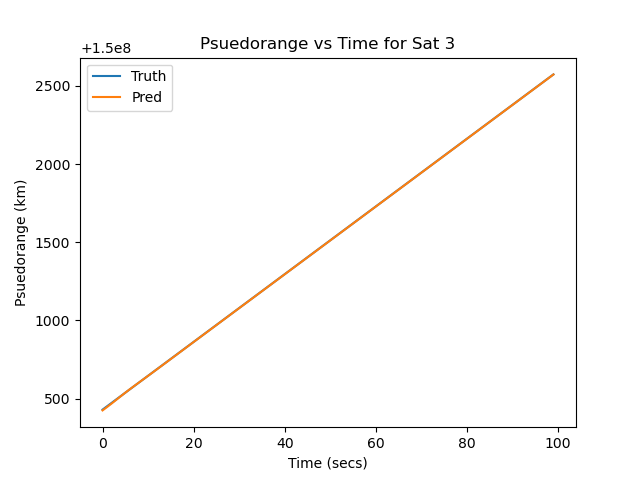 Psuedorange vs Time for Sat 3
+1.5e8
Truth
Pred
2500
2000
1500
1000
500
Psuedorange (km)
0 20 40 60 80 100
Time (secs)